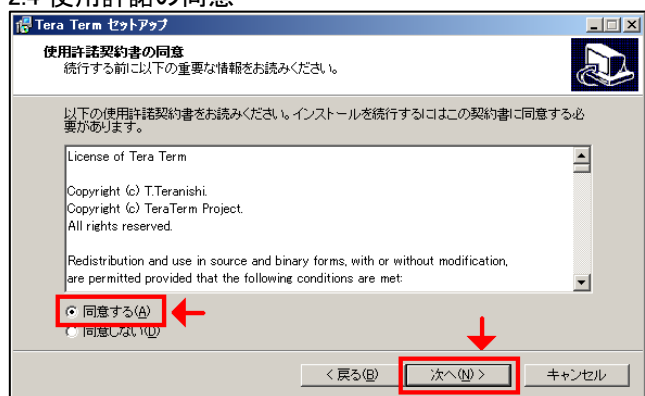 2.4 使用許諾の同意
Tera Term セットアップ
使用許諾契約書の同意
続行する前に以下の重要な情報をお読みください。
以下の使用許諾契約書をお読みください。インストールを続行するにはこの契約書に同意する必
要があります。
License of Tera Term
Copyright (c) T.Teranishi.
Copyright (c) TeraTerm Project.
All rights reserved.
Redistribution and use in source and binary forms, with or without modification,
are permitted provided that the following conditions are met:
同意する(A)
同意しない(D)
< 戻る(B)
次へ(N) >
キャンセル